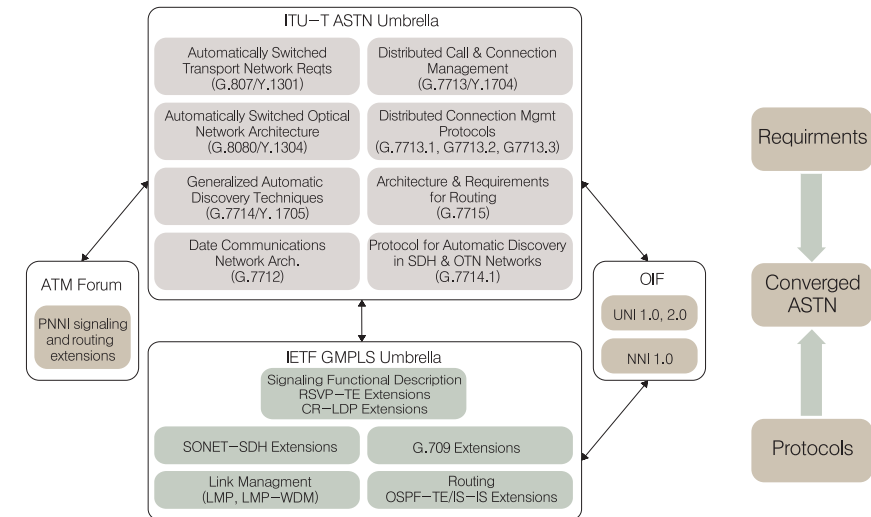 ITU-T ASTN Umbrella
Automatically Switched
Transport Network Reqts
(G.807/Y.1301)
Distributed Call & Connection
Management
(G.7713/Y.1704)
Automatically Switched Optical
Network Architecture
(G.8080/Y.1304)
Distributed Connection Mgmt
Protocols
(G7713.1, G7713.2, G7713.3)
Generalized Automatic
Discovery Techniques
(G.7714/Y. 1705)
Architecture & Requirements
for Routing
(G.7715)
Date Communications
Network Arch.
(G.7712)
Protocol for Automatic Discovery
in SDH & OTN Networks
(G.7714.1)
ATM Forum
PNNI signaling
and routing
extensions
OIF
UNI 1.0, 2.0
NNI 1.0
IETF GMPLS Umbrella
Signaling Functional Description
RSVP-TE Extensions
CR-LDP Extensions
SONET-SDH Extensions
G.709 Extensions
Link Managment
(LMP, LMP-WDM)
Routing
OSPF-TE/IS-IS Extensions
Requirments
Converged
ASTN
Protocols